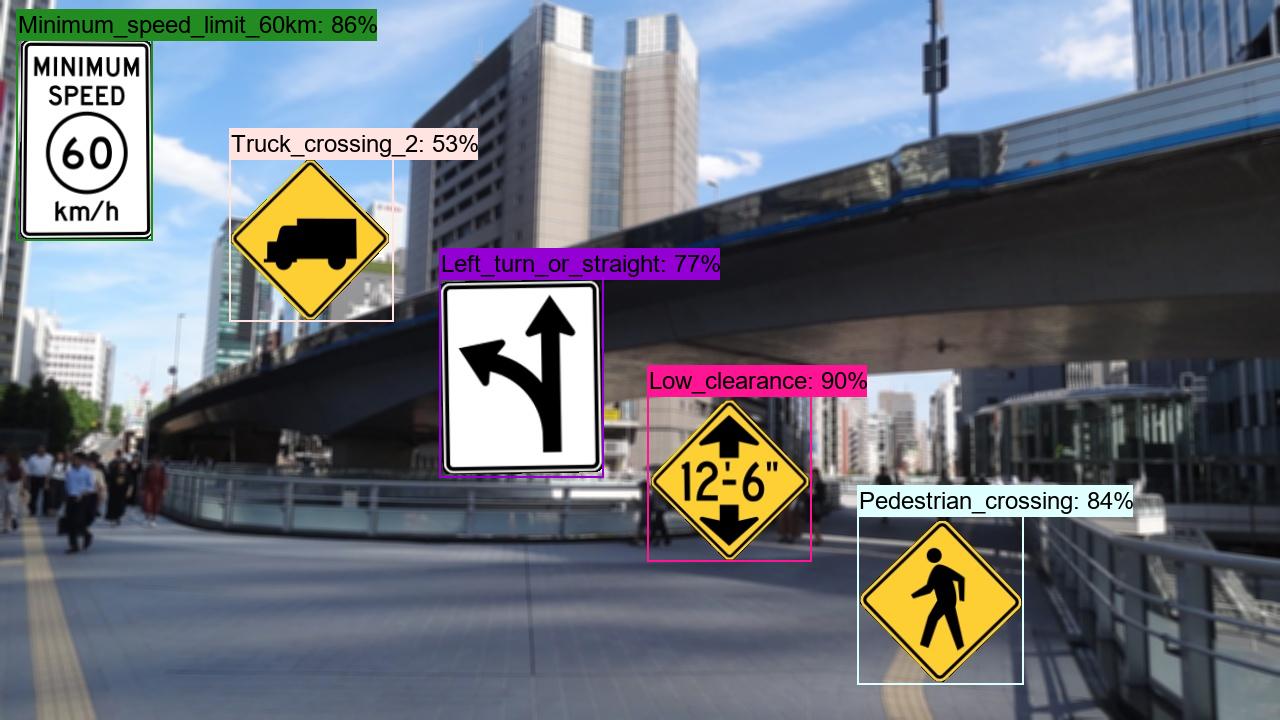 Minimum_speed_limit_60km: 86%
MINIMUM
SPEED
60
km/h
Truck_crossing_2: 53%
Left_turn_or_straight: 77%
Low_clearance: 90%
12'-6"
Pedestrian_crossing: 84%